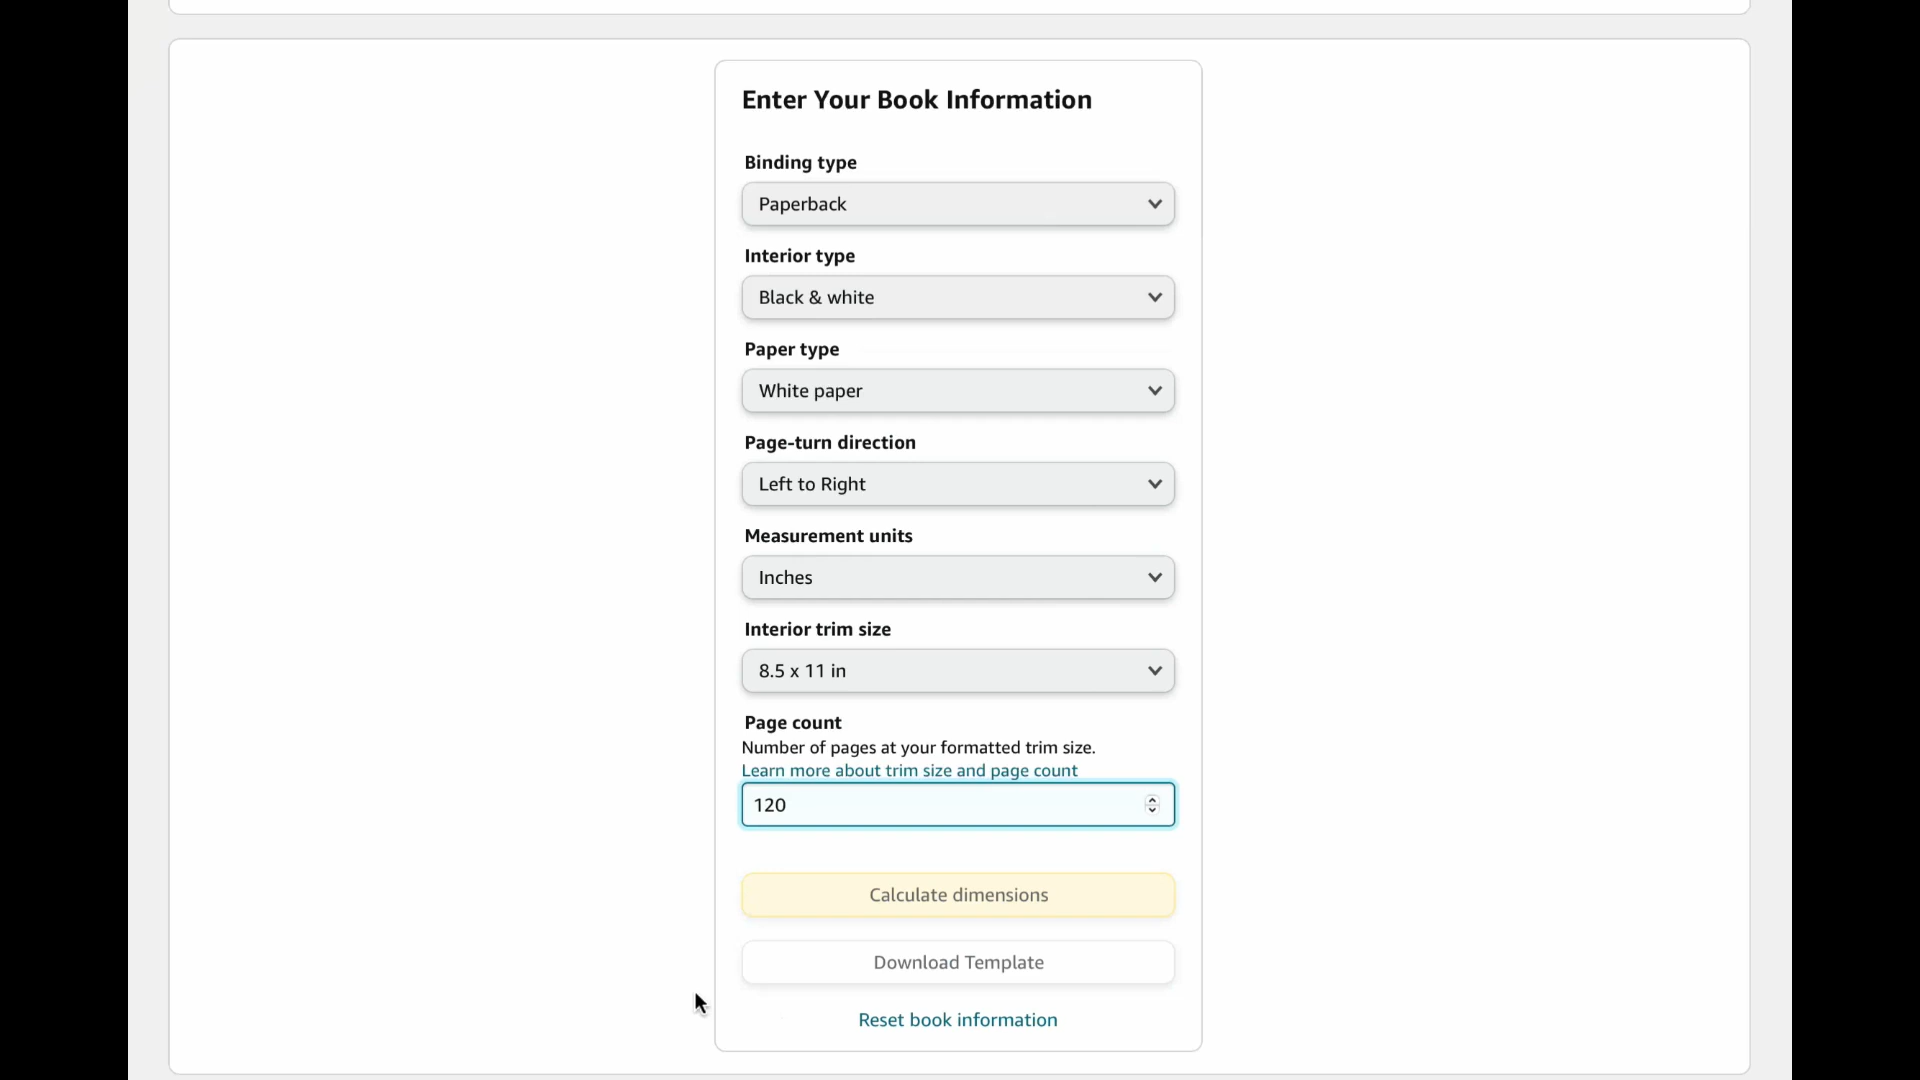 Enter Your Book Information
Binding type
Paperback
Interior type
Black & white
Paper type
White paper
Page-turn direction
Left to Right
Measurement units
Inches
Interior trim size
8.5 x 11 in
Page count
Number of pages at your formatted trim size.
Learn more about trim size and page count
120
Calculate dimensions
Download Template
Reset book information